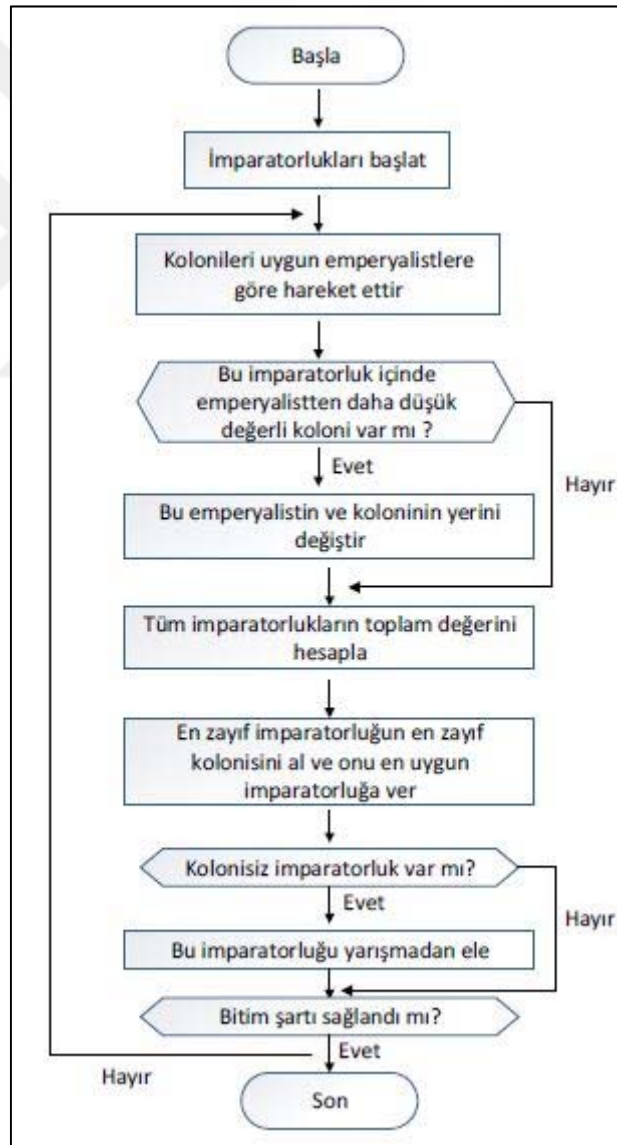 Başla
İmparatorlukları başlat
Kolonileri uygun emperyalistlere
göre hareket ettir
Bu imparatorluk içinde
emperyalistten daha düşük
değerli koloni var mı ?
Evet
Hayır
Bu emperyalistin ve koloninin yerini
değiştir
Tüm imparatorlukların toplam değerini
hesapla
En zayıf imparatorluğun en zayıf
kolonisini al ve onu en uygun
imparatorluğa ver
Kolonisiz imparatorluk var mı?
Evet
Hayır
Bu imparatorluğu yarışmadan ele
Bitim şartı sağlandı mı?
Evet
Hayır
Son